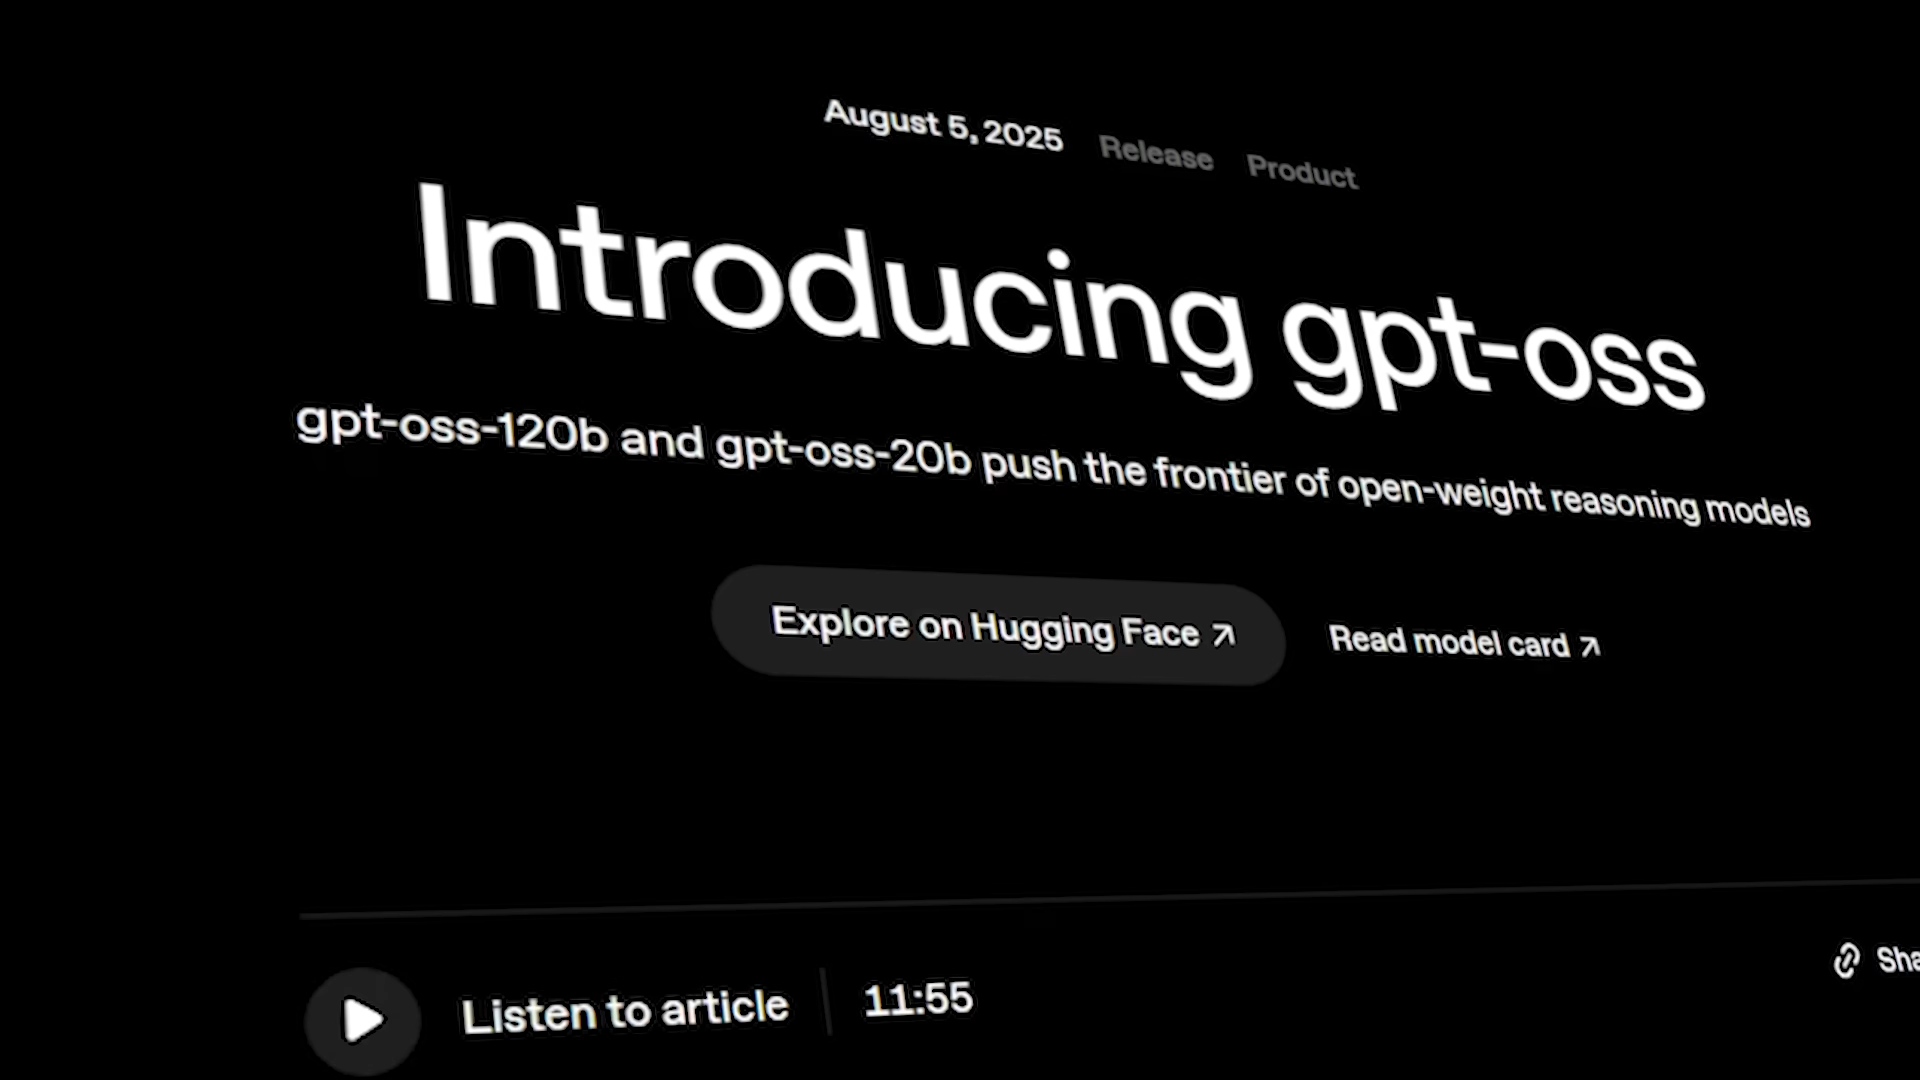 August 5, 2025 Release Product
Introducing gpt-oss
gpt-oss-120b and gpt-oss-20b push the frontier of open-weight reasoning models
Explore on Hugging Face ↗ Read model card ↗
Listen to article 11:55